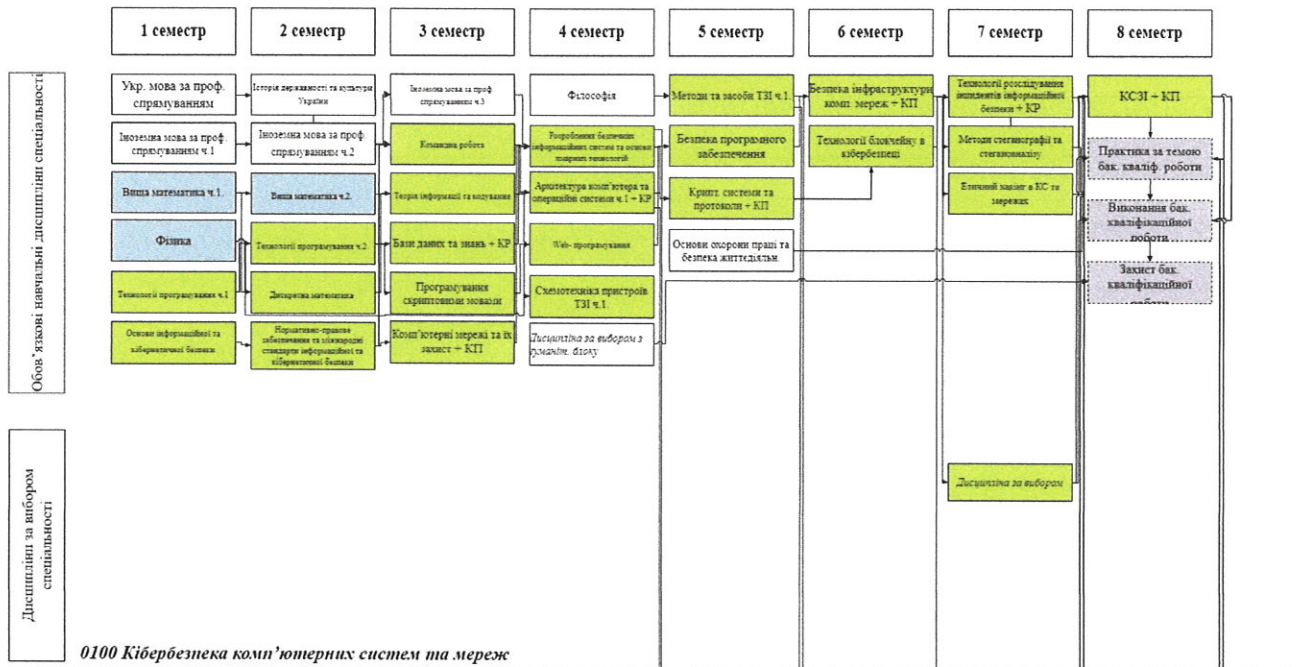 1 семестр
2 семестр
3 семестр
4 семестр
5 семестр
6 семестр
7 семестр
8 семестр
Обов’язкові навчальні дисципліни спеціальності
Укр. мова за проф.
спрямуванням
Іноземна мова за проф.
спрямуванням ч.1
Вища математика ч.1.
Фізика
Технології програмування ч.1
Основи інформаційної та
кібернетичної безпеки
Історія державності та культури
України
Іноземна мова за проф.
спрямуванням ч.2
Вища математика ч.2.
Технології програмування ч.2
Дискретна математика
Нормативно-правове
забезпечення та міжнародні
стандарти інформаційної та
кібернетичної безпеки
Іноземна мова за проф
спрямуванням ч.3
Командна робота
Теорія інформації та кодування
Бази даних та знань + КР
Програмування
скриптовими мовами
Комп’ютерні мережі та їх
захист + КП
Філософія
Розроблення безпечних
інформаційних систем та основи
хмарних технологій
Архітектура комп’ютера та
операційні системи ч.1 + КР
Web- програмування
Схемотехніка пристроїв
ТЗІ ч.1.
Дисципліна за вибором з
гуманіт. блоку
Методи та засоби ТЗІ ч.1.
Безпека програмного
забезпечення
Крипт. системи та
протоколи + КП
Основи охорони праці та
безпека життєдіяльн.
Безпека інфраструктури
комп. мереж + КП
Технології блокчейну в
кібербезпеці
Технології розслідування
інцидентів інформаційної
безпеки + КР
Методи стеганографії та
стегоаналізу
Етичний хакінг в КС та
мережах
Дисципліна за вибором
КСЗІ + КП
Практика за темою
бак. кваліф. роботи
Виконання бак.
кваліфікаційної
роботи
Захист бак.
кваліфікаційної
роботи
Дисципліни за вибором
спеціальності
0100 Кібербезпека комп’ютерних систем та мереж